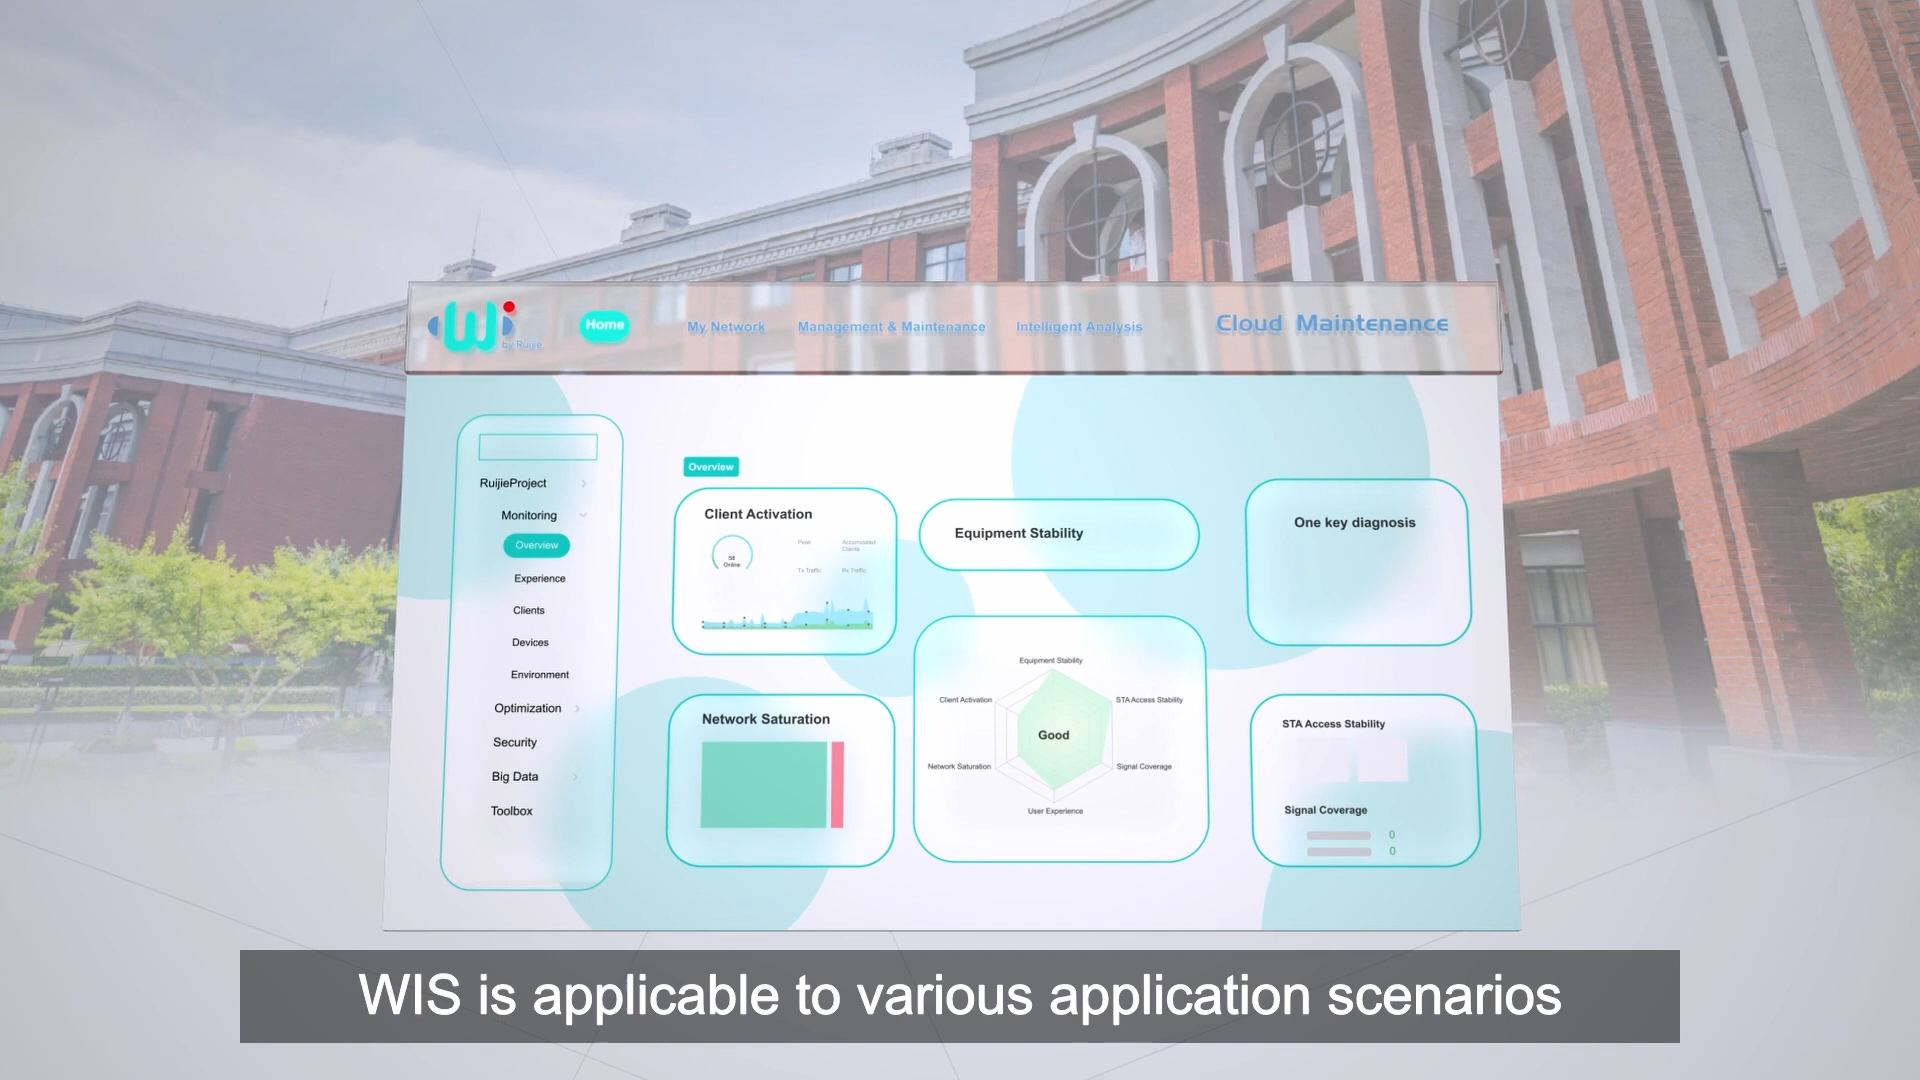 Wi
by Ruijie
Home
My Network
Management & Maintenance
Intelligent Analysis
Cloud Maintenance
RuijieProject
Monitoring
Overview
Experience
Clients
Devices
Environment
Optimization
Security
Big Data
Toolbox
Overview
Client Activation
Online
Peak
Accumulated
Clients
Tx Traffic
Rx Traffic
Equipment Stability
One key diagnosis
Network Saturation
Equipment Stability
Client Activation
STA Access Stability
Good
Network Saturation
Signal Coverage
User Experience
STA Access Stability
Signal Coverage
0
0
WIS is applicable to various application scenarios